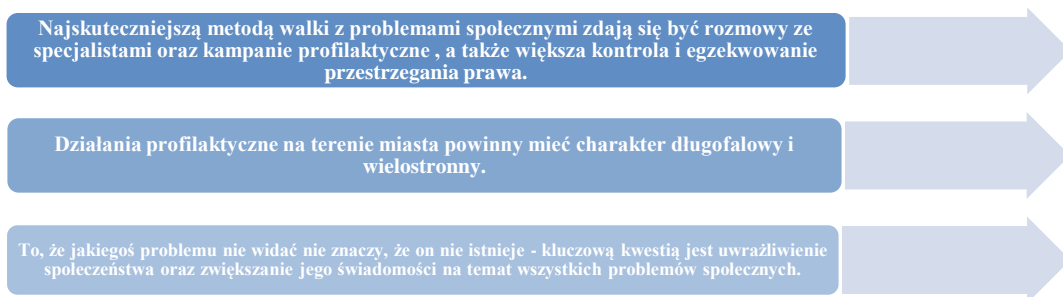 Najskuteczniejszą metodą walki z problemami społecznymi zdają się być rozmowy ze
specjalistami oraz kampanie profilaktyczne , a także większa kontrola i egzekwowanie
przestrzegania prawa.
Działania profilaktyczne na terenie miasta powinny mieć charakter długofalowy i
wielostronny.
To, że jakiegoś problemu nie widać nie znaczy, że on nie istnieje - kluczową kwestią jest uwrażliwienie
społeczeństwa oraz zwiększanie jego świadomości na temat wszystkich problemów społecznych.